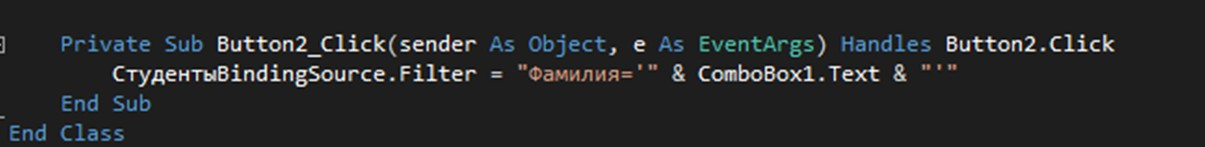 Private Sub Button2_Click(sender As Object, e As EventArgs) Handles Button2.Click
СтудентыBindingSource.Filter = "Фамилия='" & ComboBox1.Text & "'"
End Sub
End Class